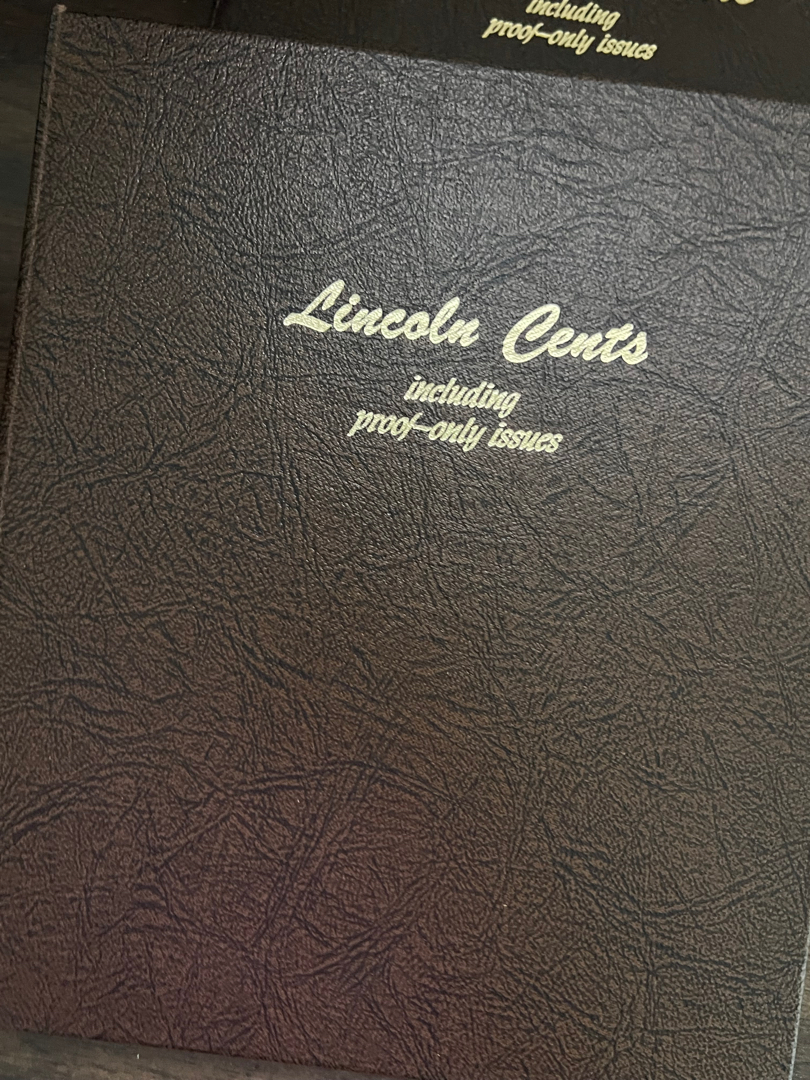 including
proof-only issues
Lincoln Cents
including
proof-only issues